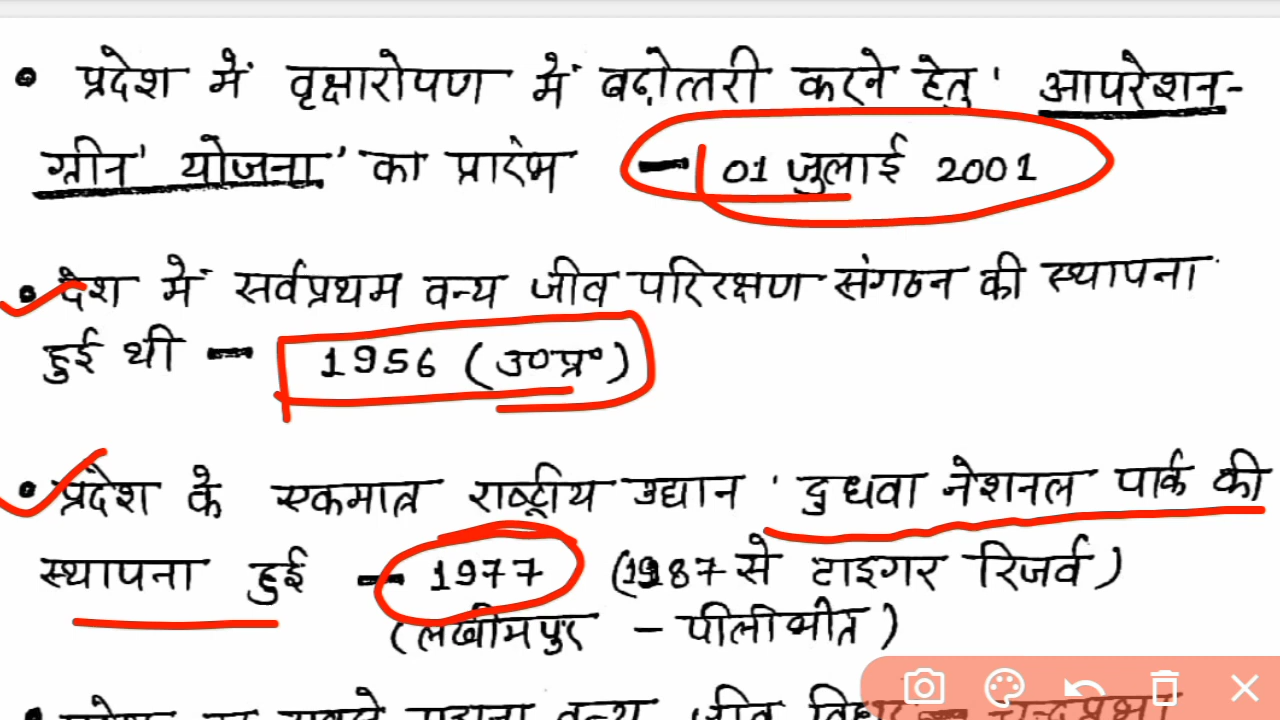 • प्रदेश में वृक्षारोपण में बढ़ोत्तरी करने हेतु 'आपरेशन-
ग्रीन' योजना' का प्रारंभ — 01 जुलाई 2001
• देश में सर्वप्रथम वन्य जीव परिरक्षण संगठन की स्थापना
हुई थी — 1956 (उ०प्र०)
• प्रदेश के एकमात्र राष्ट्रीय उद्यान 'दुधवा नेशनल पार्क की
स्थापना हुई — 1977 (1987 से टाइगर रिजर्व)
(लखीमपुर – पीलीभीत)
वन्य जीव